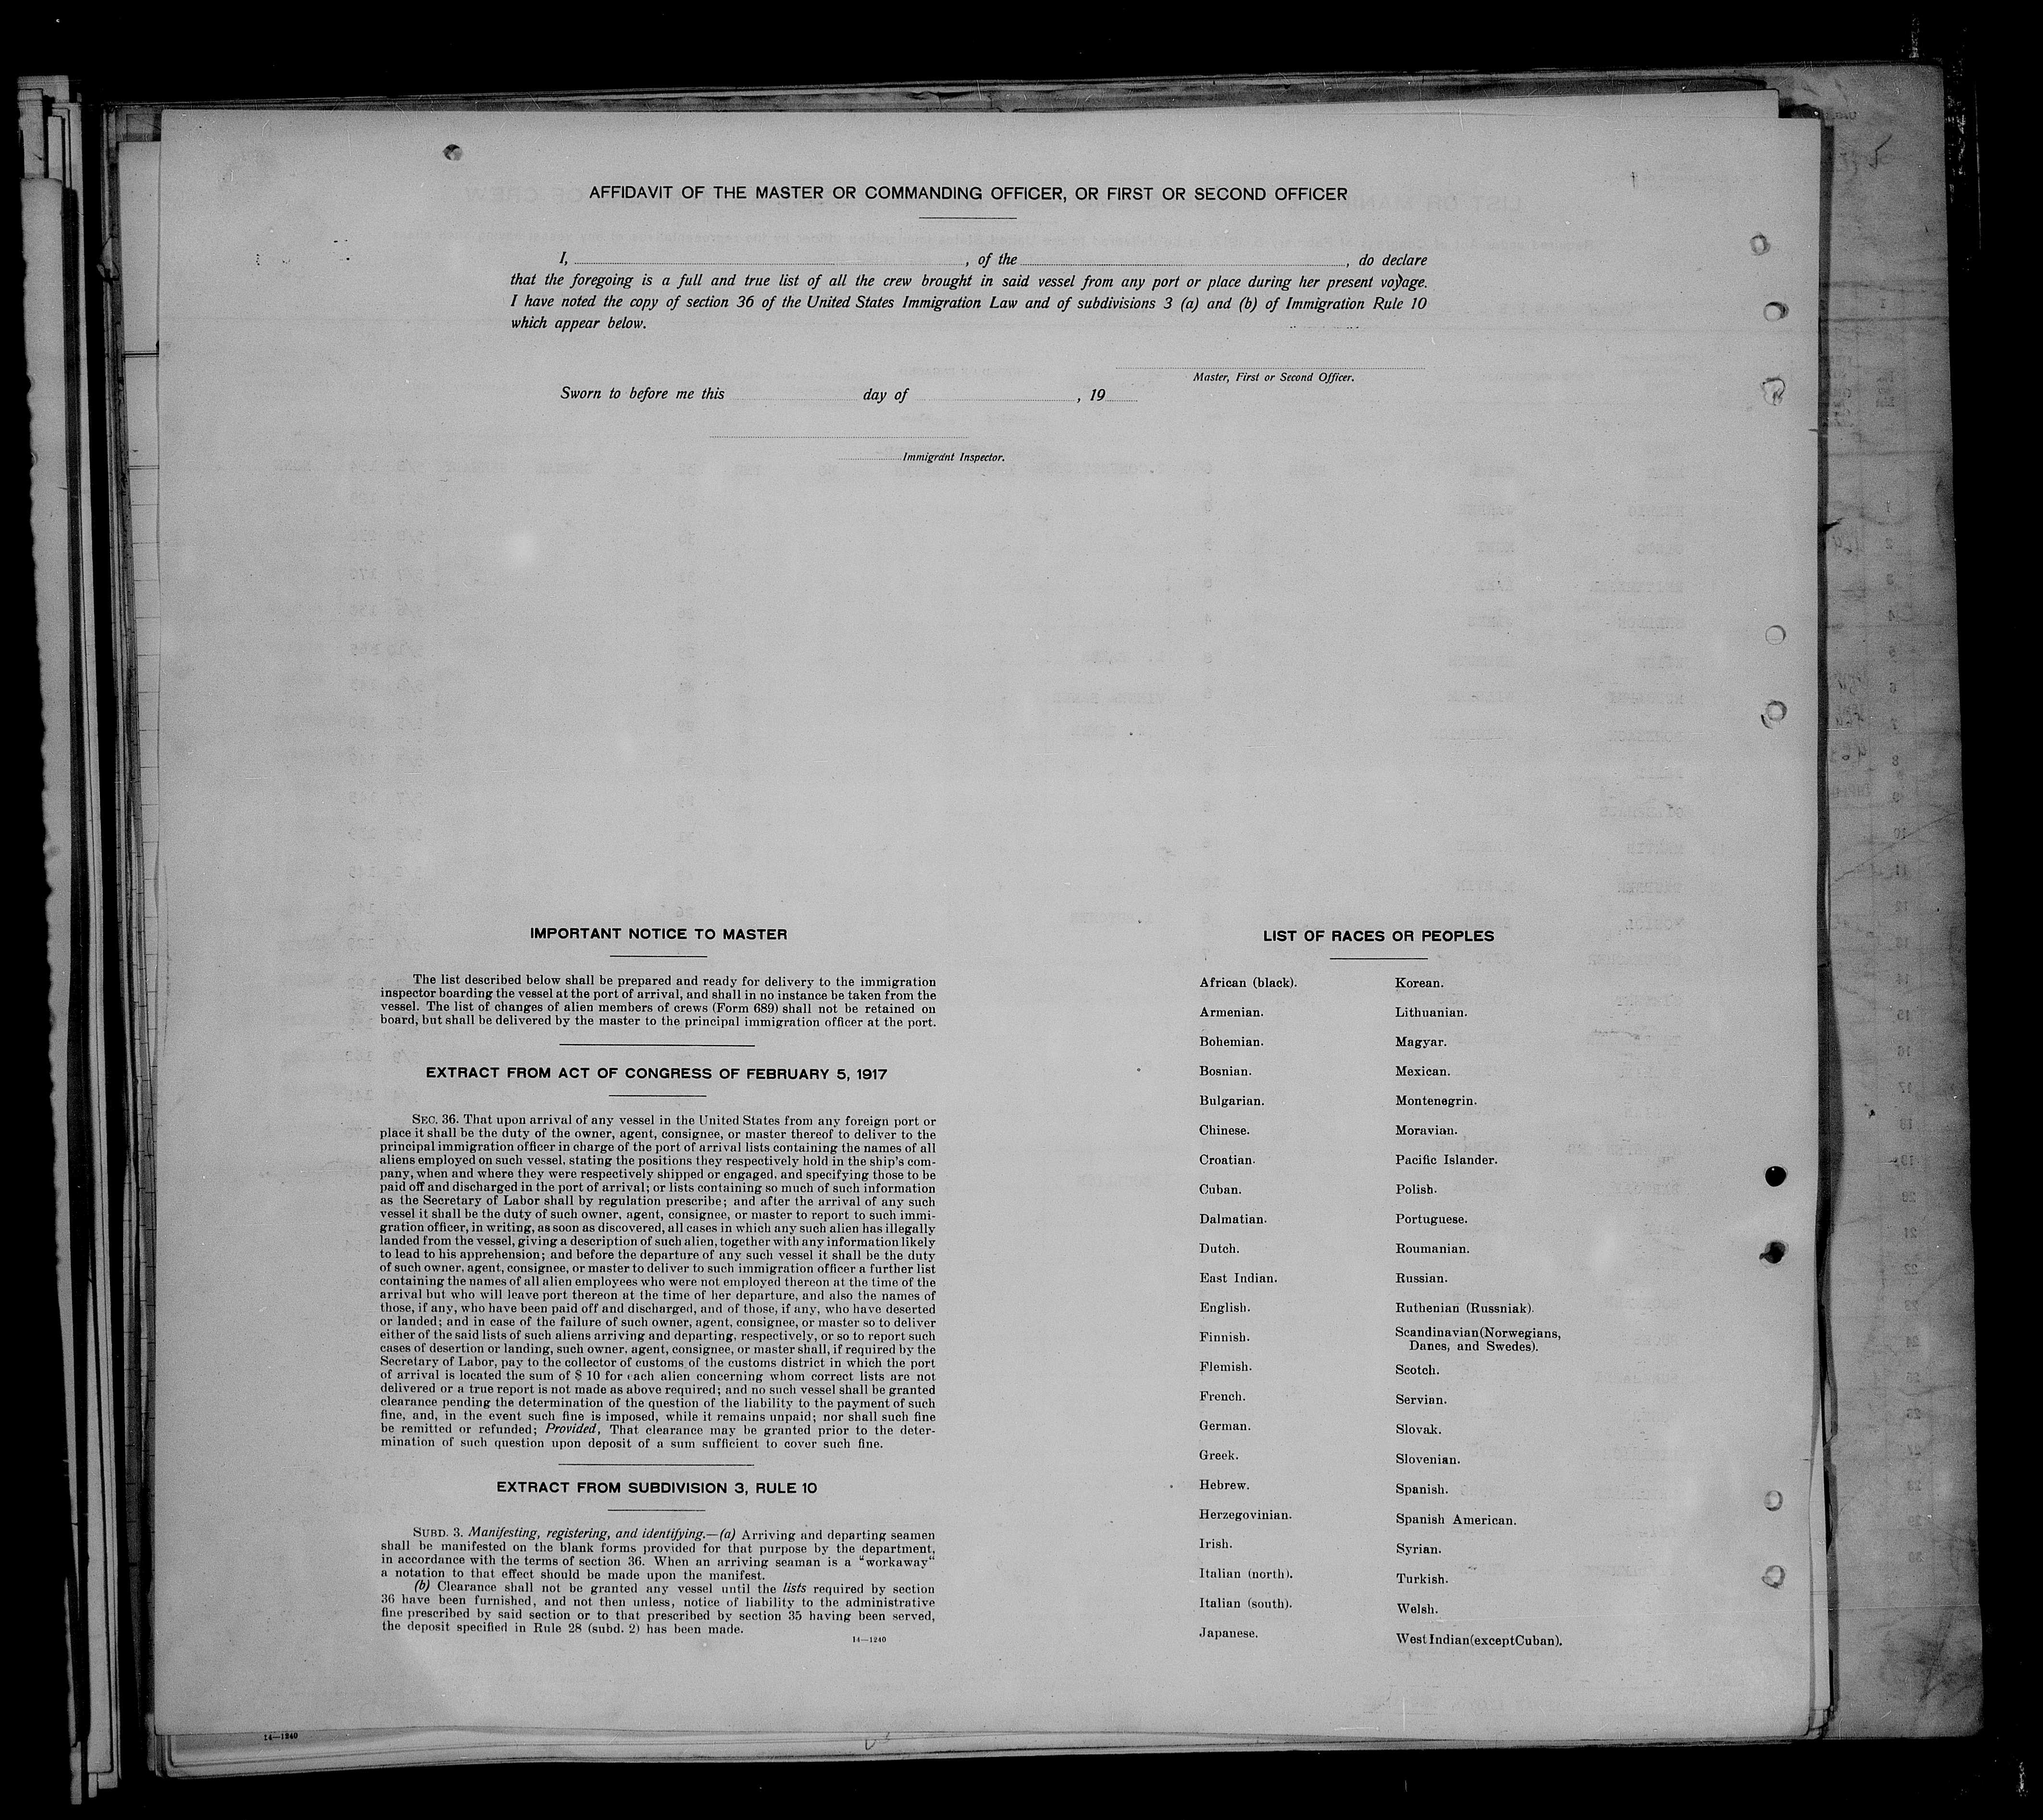 AFFIDAVIT OF THE MASTER OR COMMANDING OFFICER, OR FIRST OR SECOND OFFICER
I, , of the , do declare
that the foregoing is a full and true list of all the crew brought in said vessel from any port or place during her present voyage.
I have noted the copy of section 36 of the United States Immigration Law and of subdivisions 3 (a) and (b) of Immigration Rule 10
which appear below.
Master, First or Second Officer.
Sworn to before me this day of , 19
Immigrant Inspector.
IMPORTANT NOTICE TO MASTER
The list described below shall be prepared and ready for delivery to the immigration
inspector boarding the vessel at the port of arrival, and shall in no instance be taken from the
vessel. The list of changes of alien members of crews (Form 689) shall not be retained on
board, but shall be delivered by the master to the principal immigration officer at the port.
EXTRACT FROM ACT OF CONGRESS OF FEBRUARY 5, 1917
SEC. 36. That upon arrival of any vessel in the United States from any foreign port or
place it shall be the duty of the owner, agent, consignee, or master thereof to deliver to the
principal immigration officer in charge of the port of arrival lists containing the names of all
aliens employed on such vessel, stating the positions they respectively hold in the ship's com-
pany, when and where they were respectively shipped or engaged, and specifying those to be
paid off and discharged in the port of arrival; or lists containing so much of such information
as the Secretary of Labor shall by regulation prescribe; and after the arrival of any such
vessel it shall be the duty of such owner, agent, consignee, or master to report to such immi-
gration officer, in writing, as soon as discovered, all cases in which any such alien has illegally
landed from the vessel, giving a description of such alien, together with any information likely
to lead to his apprehension; and before the departure of any such vessel it shall be the duty
of such owner, agent, consignee, or master to deliver to such immigration officer a further list
containing the names of all alien employees who were not employed thereon at the time of the
arrival but who will leave port thereon at the time of her departure, and also the names of
those, if any, who have been paid off and discharged, and of those, if any, who have deserted
or landed; and in case of the failure of such owner, agent, consignee, or master so to deliver
either of the said lists of such aliens arriving and departing, respectively, or so to report such
cases of desertion or landing, such owner, agent, consignee, or master shall, if required by the
Secretary of Labor, pay to the collector of customs of the customs district in which the port
of arrival is located the sum of $ 10 for each alien concerning whom correct lists are not
delivered or a true report is not made as above required; and no such vessel shall be granted
clearance pending the determination of the question of the liability to the payment of such
fine, and, in the event such fine is imposed, while it remains unpaid; nor shall such fine
be remitted or refunded; Provided, That clearance may be granted prior to the deter-
mination of such question upon deposit of a sum sufficient to cover such fine.
EXTRACT FROM SUBDIVISION 3, RULE 10
SUBD. 3. Manifesting, registering, and identifying.—(a) Arriving and departing seamen
shall be manifested on the blank forms provided for that purpose by the department,
in accordance with the terms of section 36. When an arriving seaman is a “workaway“
a notation to that effect should be made upon the manifest.
(b) Clearance shall not be granted any vessel until the lists required by section
36 have been furnished, and not then unless, notice of liability to the administrative
fine prescribed by said section or to that prescribed by section 35 having been served,
the deposit specified in Rule 28 (subd. 2) has been made.
14—1240
LIST OF RACES OR PEOPLES
African (black).
Armenian.
Bohemian.
Bosnian.
Bulgarian.
Chinese.
Croatian.
Cuban.
Dalmatian.
Dutch.
East Indian.
English.
Finnish.
Flemish.
French.
German.
Greek.
Hebrew.
Herzegovinian.
Irish.
Italian (north).
Italian (south).
Japanese.
Korean.
Lithuanian.
Magyar.
Mexican.
Montenegrin.
Moravian.
Pacific Islander.
Polish.
Portuguese.
Roumanian.
Russian.
Ruthenian (Russniak).
Scandinavian (Norwegians,
Danes, and Swedes).
Scotch.
Servian.
Slovak.
Slovenian.
Spanish.
Spanish American.
Syrian.
Turkish.
Welsh.
West Indian (except Cuban).
14—1240